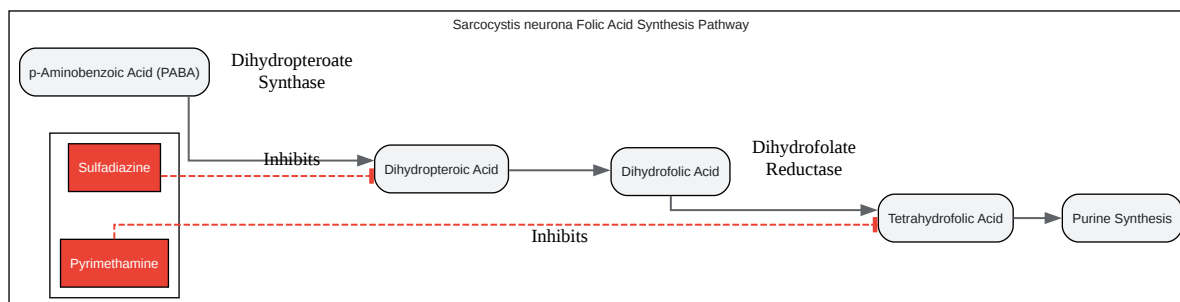 Sarcocystis neurona Folic Acid Synthesis Pathway
p-Aminobenzoic Acid (PABA)
Dihydropteroate
Synthase
Sulfadiazine
Inhibits
Dihydropteroic Acid
Dihydrofolic Acid
Dihydrofolate
Reductase
Tetrahydrofolic Acid
Purine Synthesis
Inhibits
Pyrimethamine